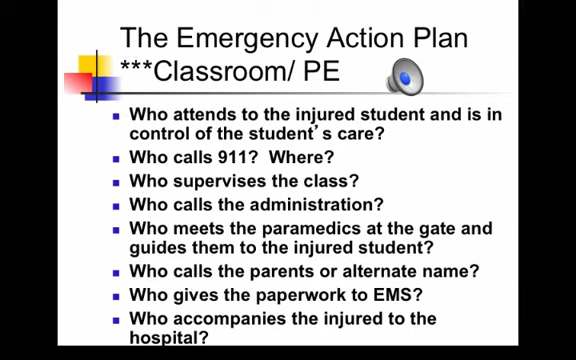 The Emergency Action Plan
***Classroom/ PE
Who attends to the injured student and is in
control of the student's care?
Who calls 911? Where?
Who supervises the class?
Who calls the administration?
Who meets the paramedics at the gate and
guides them to the injured student?
Who calls the parents or alternate name?
Who gives the paperwork to EMS?
Who accompanies the injured to the
hospital?